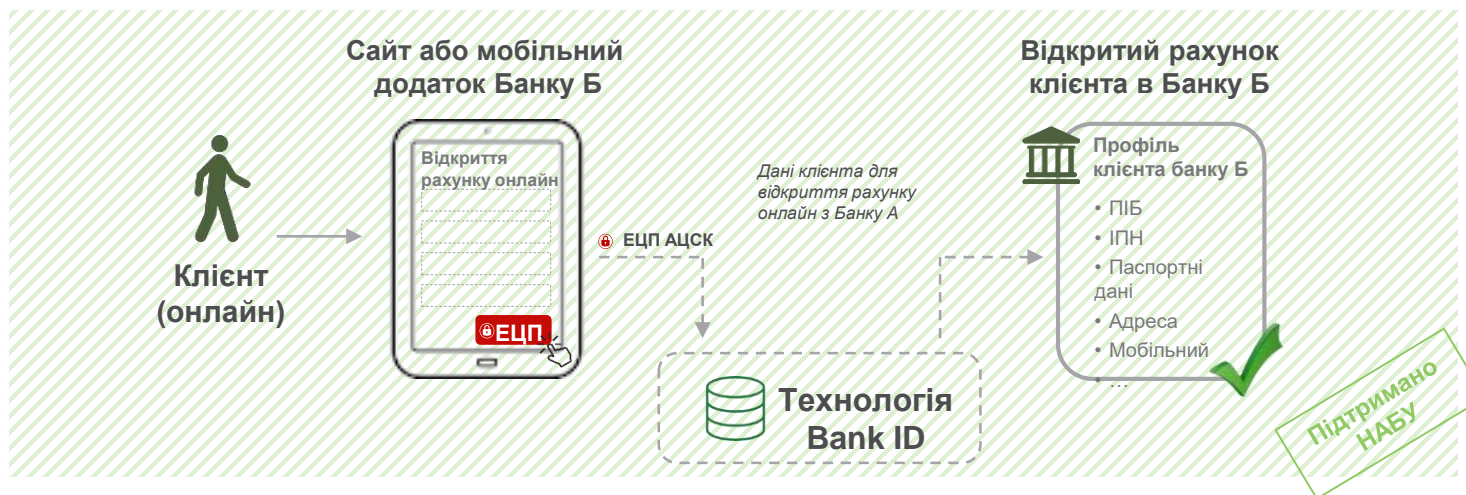 Сайт або мобільний
додаток Банку Б
Відкритий рахунок
клієнта в Банку Б
Клієнт
(онлайн)
Відкриття
рахунку онлайн
ЕЦП
ЕЦП АЦСК
Дані клієнта для
відкриття рахунку
онлайн з Банку А
Технологія
Bank ID
Профіль
клієнта банку Б
• ПІБ
• ІПН
• Паспортні
дані
• Адреса
• Мобільний
• …
Підтримано
НАБУ